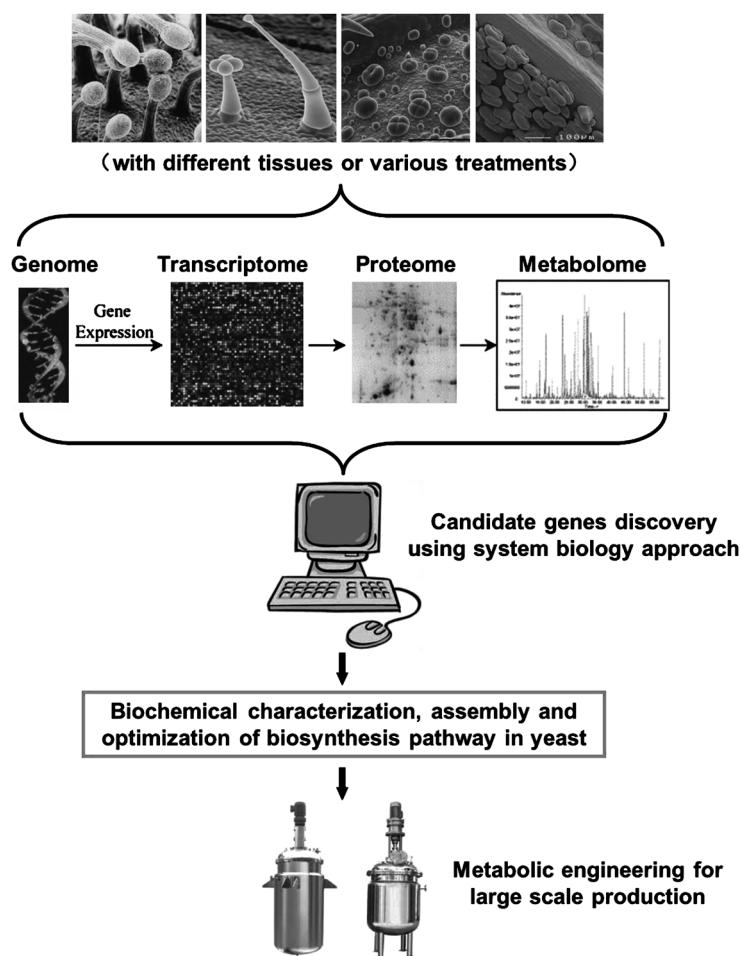 100µm
（with different tissues or various treatments）
Genome
Transcriptome
Proteome
Metabolome
Gene
Expression
Biochemical characterization, assembly and
optimization of biosynthesis pathway in yeast
Candidate genes discovery
using system biology approach
Metabolic engineering for
large scale production